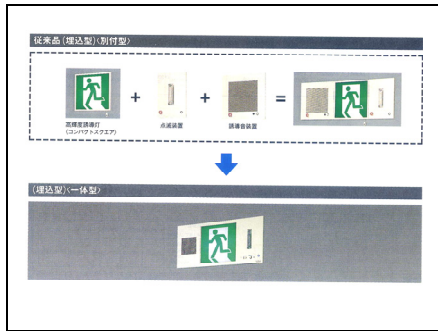 従来品(埋込型)〈別付型〉
+
+
=
高輝度誘導灯
(コンパクトスクエア)
点滅装置
誘導音装置
(埋込型)〈一体型〉